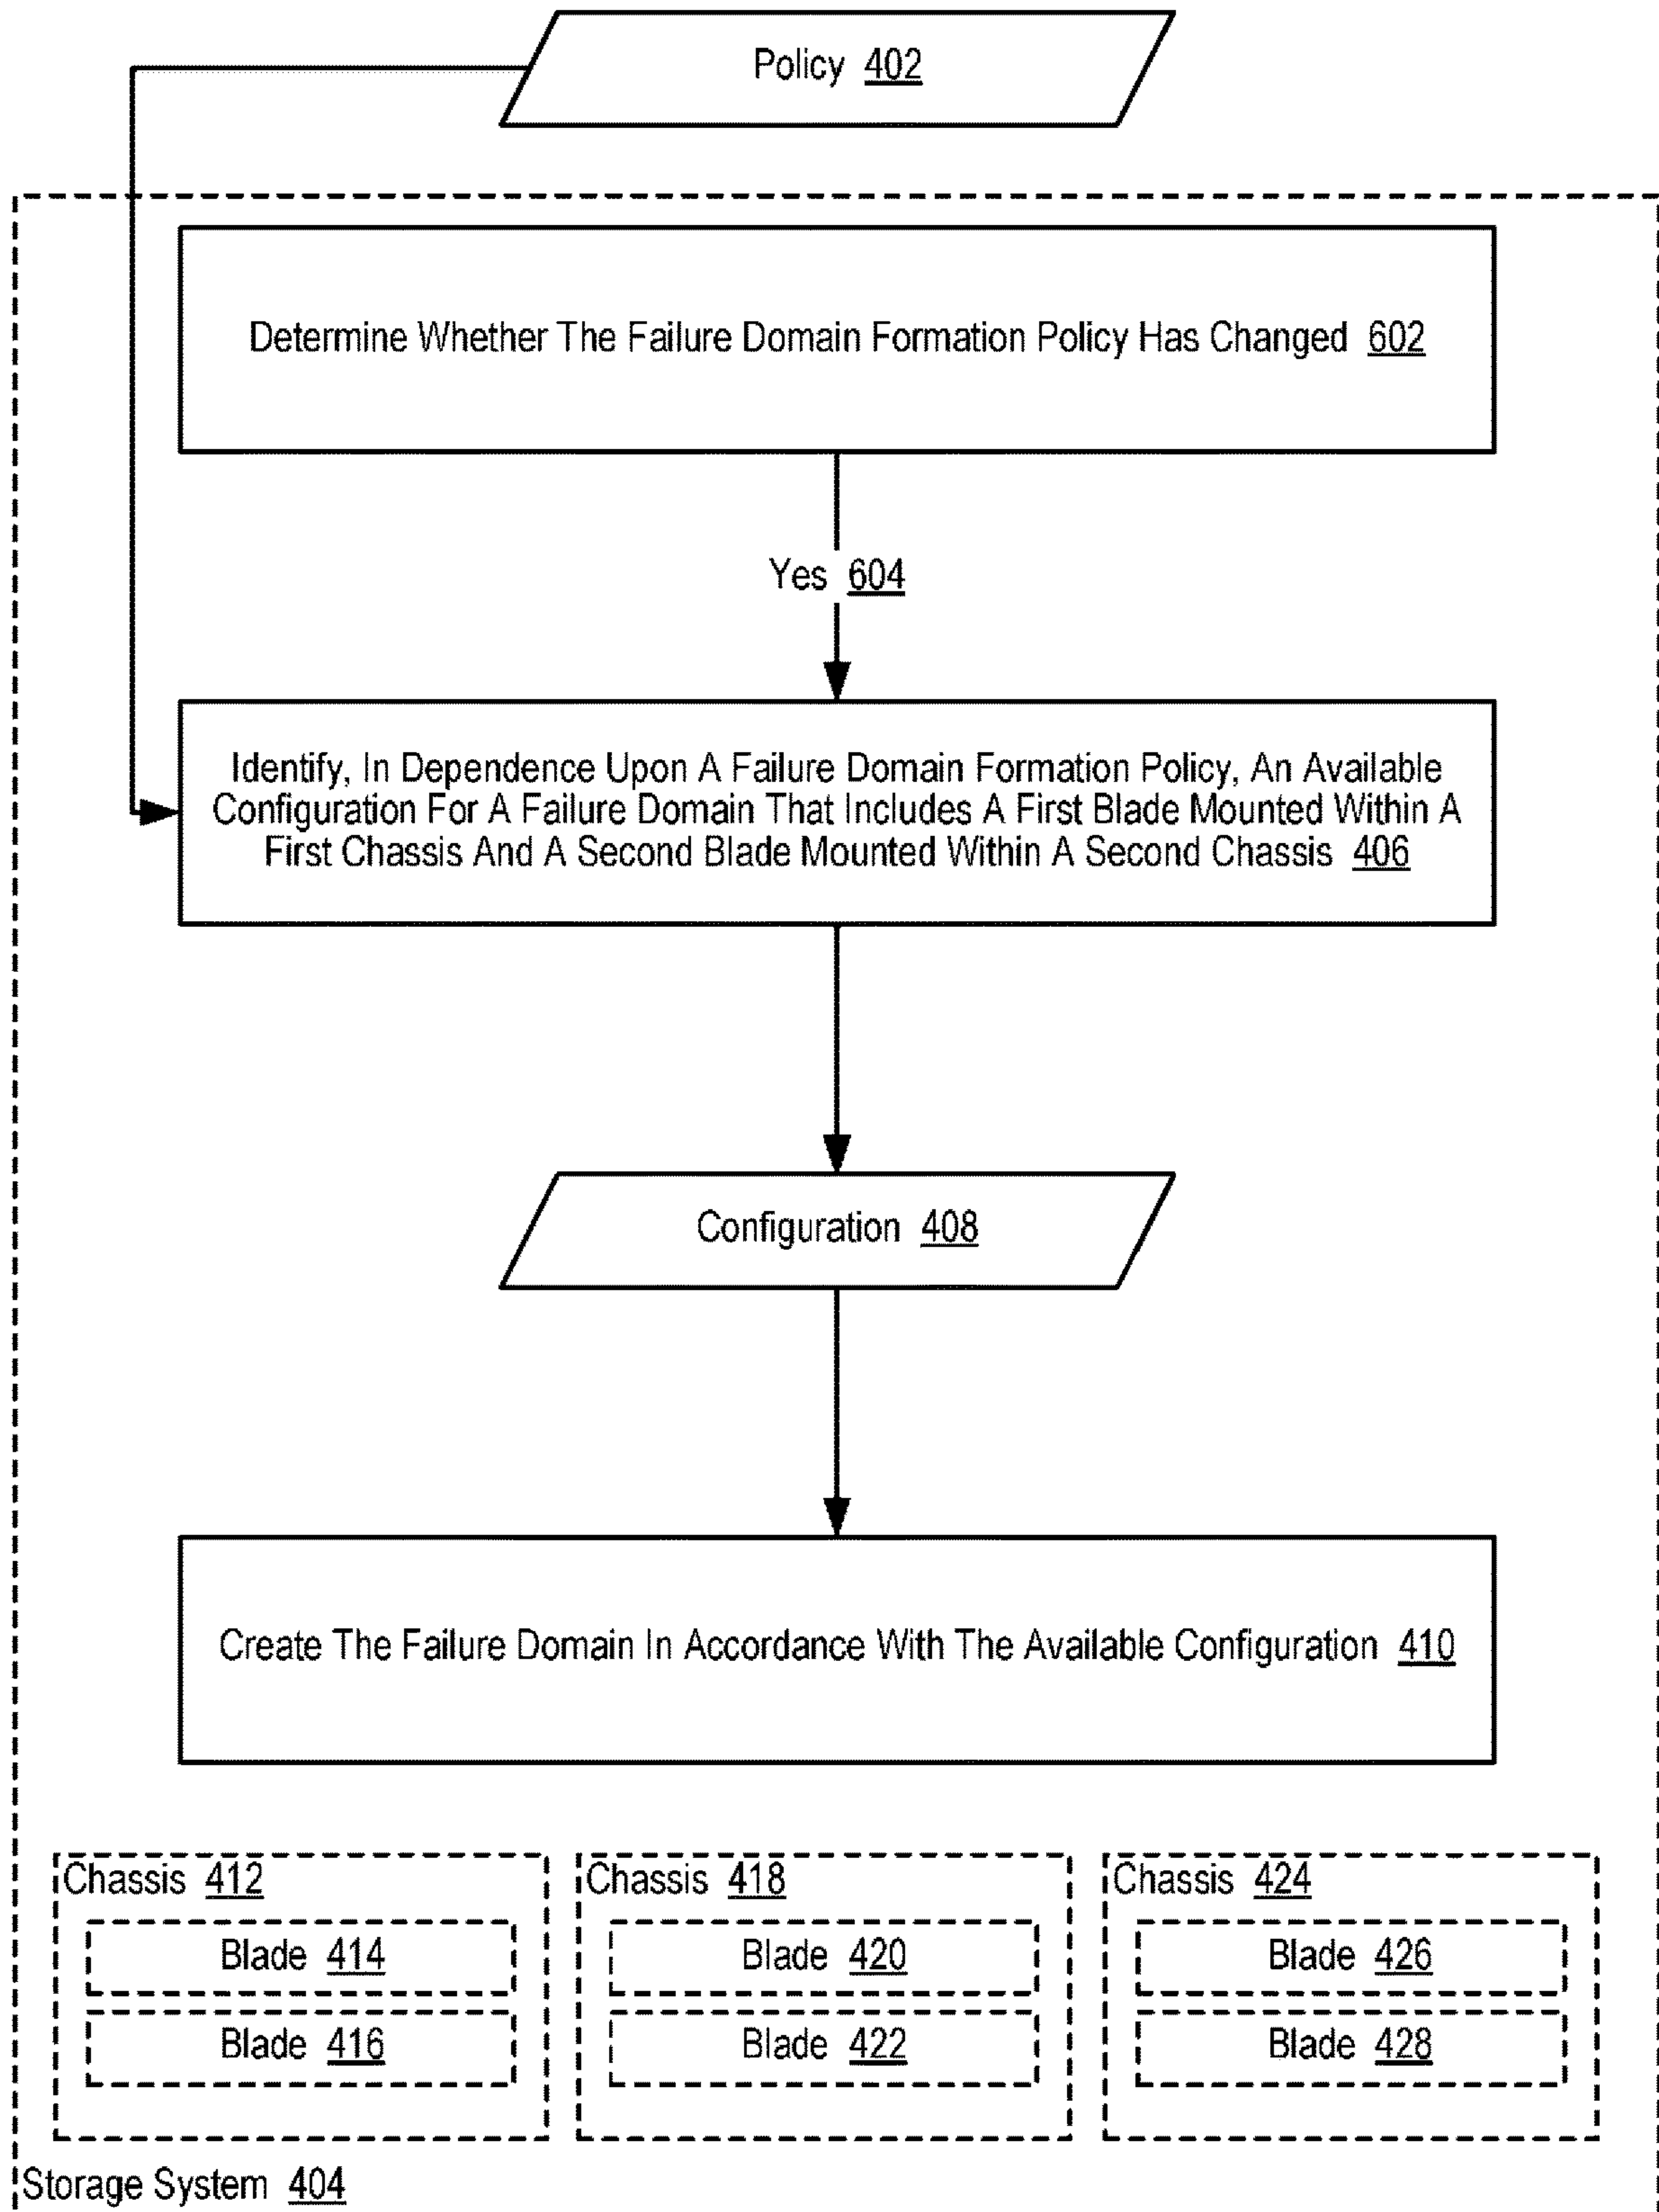 Policy 402
Determine Whether The Failure Domain Formation Policy Has Changed 602
Yes 604
Identify, In Dependence Upon A Failure Domain Formation Policy, An Available
Configuration For A Failure Domain That Includes A First Blade Mounted Within A
First Chassis And A Second Blade Mounted Within A Second Chassis 406
Configuration 408
Create The Failure Domain In Accordance With The Available Configuration 410
Chassis 412
Blade 414
Blade 416
Chassis 418
Blade 420
Blade 422
Chassis 424
Blade 426
Blade 428
Storage System 404